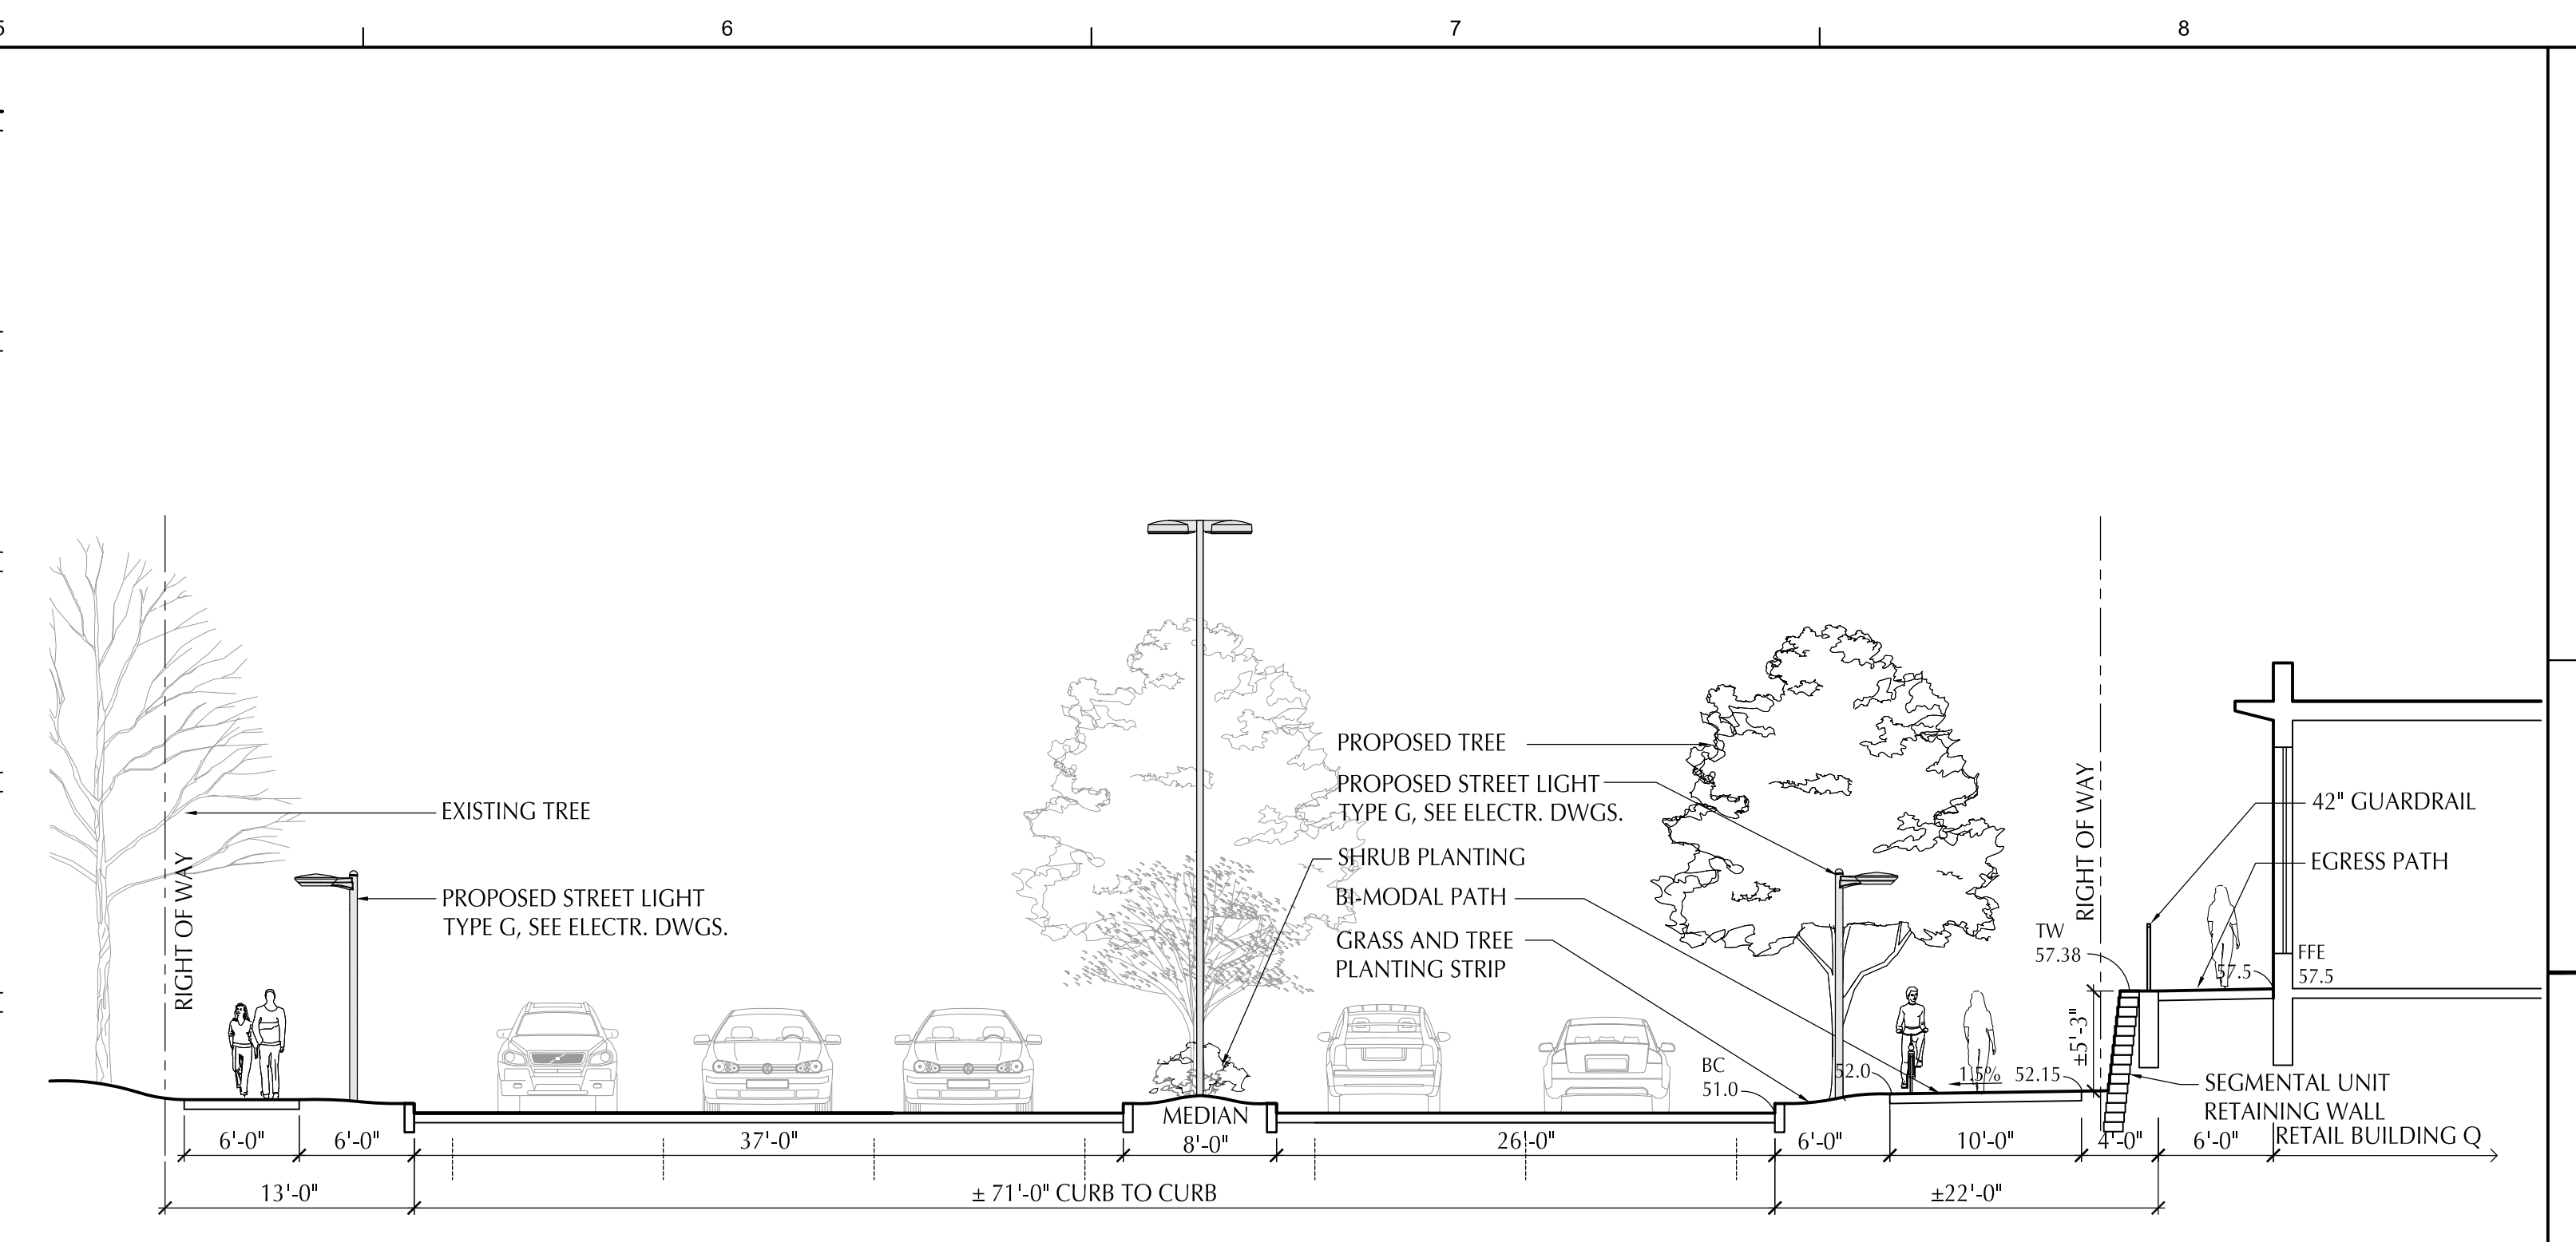 5
6
7
8
EXISTING TREE
PROPOSED STREET LIGHT
TYPE G, SEE ELECTR. DWGS.
RIGHT OF WAY
PROPOSED TREE
PROPOSED STREET LIGHT
TYPE G, SEE ELECTR. DWGS.
SHRUB PLANTING
BI-MODAL PATH
GRASS AND TREE
PLANTING STRIP
RIGHT OF WAY
42" GUARDRAIL
EGRESS PATH
TW
57.38
57.5
FFE
57.5
±5'-3"
BC
51.0
52.0
1.5%
52.15
SEGMENTAL UNIT
RETAINING WALL
MEDIAN
6'-0"
6'-0"
37'-0"
8'-0"
26'-0"
6'-0"
10'-0"
4'-0"
6'-0"
RETAIL BUILDING Q
13'-0"
± 71'-0" CURB TO CURB
±22'-0"